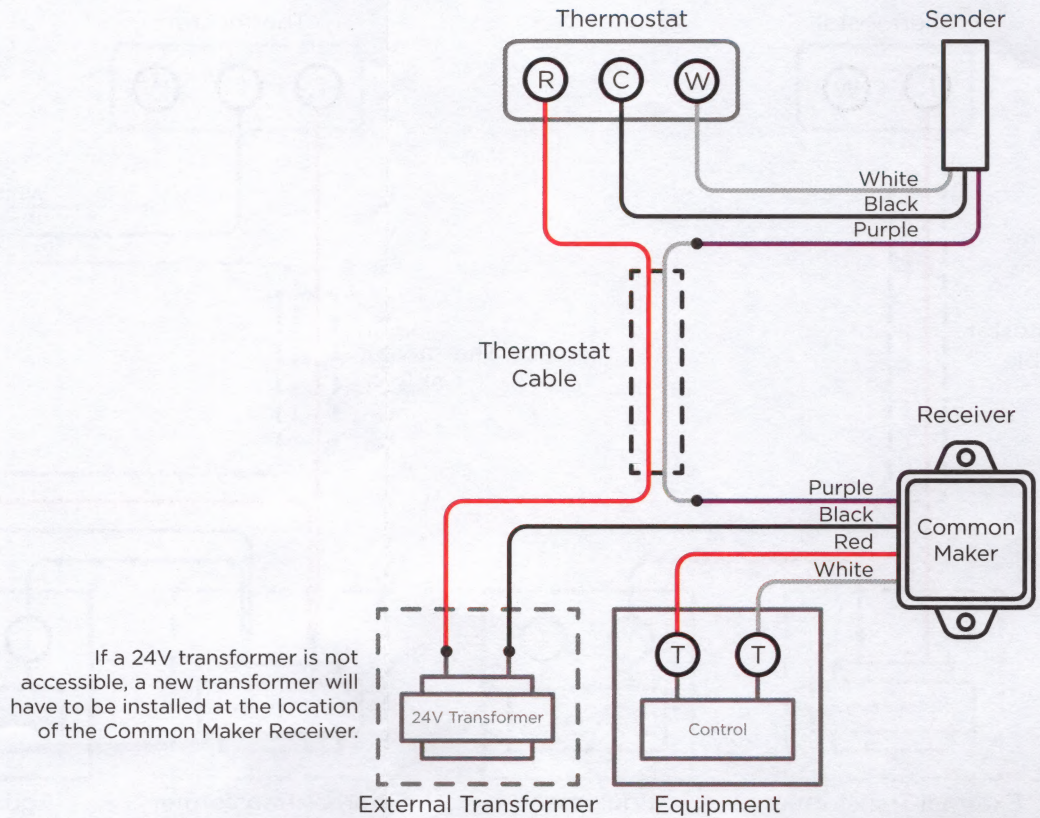 Thermostat
Sender
R
C
W
White
Black
Purple
Thermostat
Cable
Receiver
Purple
Black
Red
White
Common
Maker
If a 24V transformer is not
accessible, a new transformer will
have to be installed at the location
of the Common Maker Receiver.
T
T
24V Transformer
Control
External Transformer
Equipment